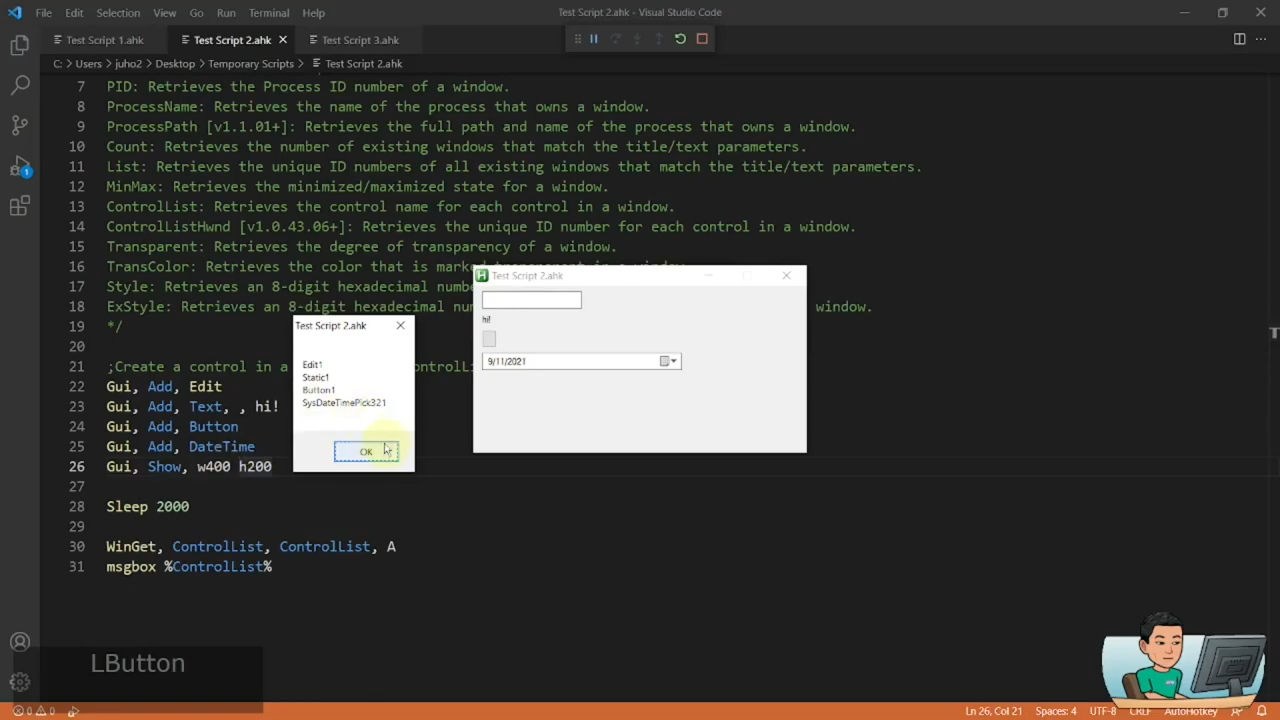 File Edit Selection View Go Run Terminal Help
Test Script 2.ahk - Visual Studio Code
Test Script 1.ahk
Test Script 2.ahk
Test Script 3.ahk
C: > Users > juho2 > Desktop > Temporary Scripts > Test Script 2.ahk
7 PID: Retrieves the Process ID number of a window.
8 ProcessName: Retrieves the name of the process that owns a window.
9 ProcessPath [v1.1.01+]: Retrieves the full path and name of the process that owns a window.
10 Count: Retrieves the number of existing windows that match the title/text parameters.
11 List: Retrieves the unique ID numbers of all existing windows that match the title/text parameters.
12 MinMax: Retrieves the minimized/maximized state for a window.
13 ControlList: Retrieves the control name for each control in a window.
14 ControlListHwnd [v1.0.43.06+]: Retrieves the unique ID number for each control in a window.
15 Transparent: Retrieves the degree of transparency of a window.
16 TransColor: Retrieves the color that is marked
17 Style: Retrieves an 8-digit hexadecimal
18 ExStyle: Retrieves an 8-digit hexadecimal window.
19 */
20
21 ;Create a control in a
22 Gui, Add, Edit
23 Gui, Add, Text, , hi!
24 Gui, Add, Button
25 Gui, Add, DateTime
26 Gui, Show, w400 h200
27
28 Sleep 2000
29
30 WinGet, ControlList, ControlList, A
31 msgbox %ControlList%
Test Script 2.ahk
hi!
9/11/2021
Test Script 2.ahk
Edit1
Static1
Button1
SysDateTimePick321
OK
LButton
1
0 0
Ln 26, Col 21 Spaces: 4 UTF-8 CRLF AutoHotkey